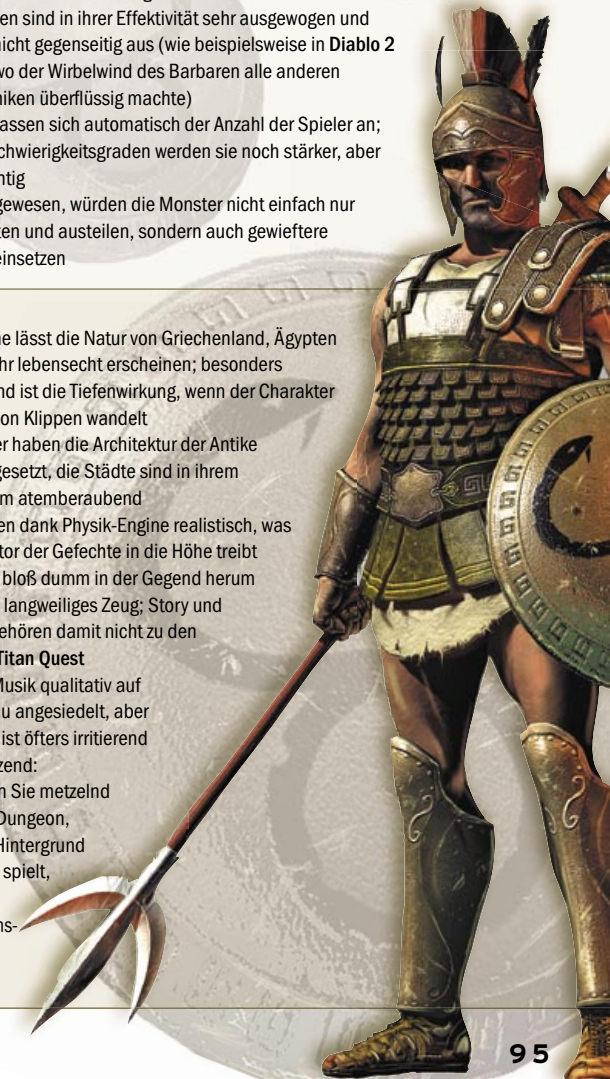 en sind in ihrer Effektivität sehr ausgewogen und
nicht gegenseitig aus (wie beispielsweise in Diablo 2
wo der Wirbelwind des Barbaren alle anderen
niken überflüssig machte)
assen sich automatisch der Anzahl der Spieler an;
chwierigkeitsgraden werden sie noch stärker, aber
htig
gewesen, würden die Monster nicht einfach nur
ken und austeilen, sondern auch gewieftere
einsetzen
ne lässt die Natur von Griechenland, Ägypten
hr lebensecht erscheinen; besonders
nd ist die Tiefenwirkung, wenn der Charakter
on Klippen wandelt
er haben die Architektur der Antike
gesetzt, die Städte sind in ihrem
m atemberaubend
en dank Physik-Engine realistisch, was
tor der Gefechte in die Höhe treibt
bloß dumm in der Gegend herum
langweiliges Zeug; Story und
ehören damit nicht zu den
Titan Quest
Musik qualitativ auf
u angesiedelt, aber
ist öfters irritierend
zend:
h Sie metzelnd
Dungeon,
Hintergrund
spielt,
ns-
95